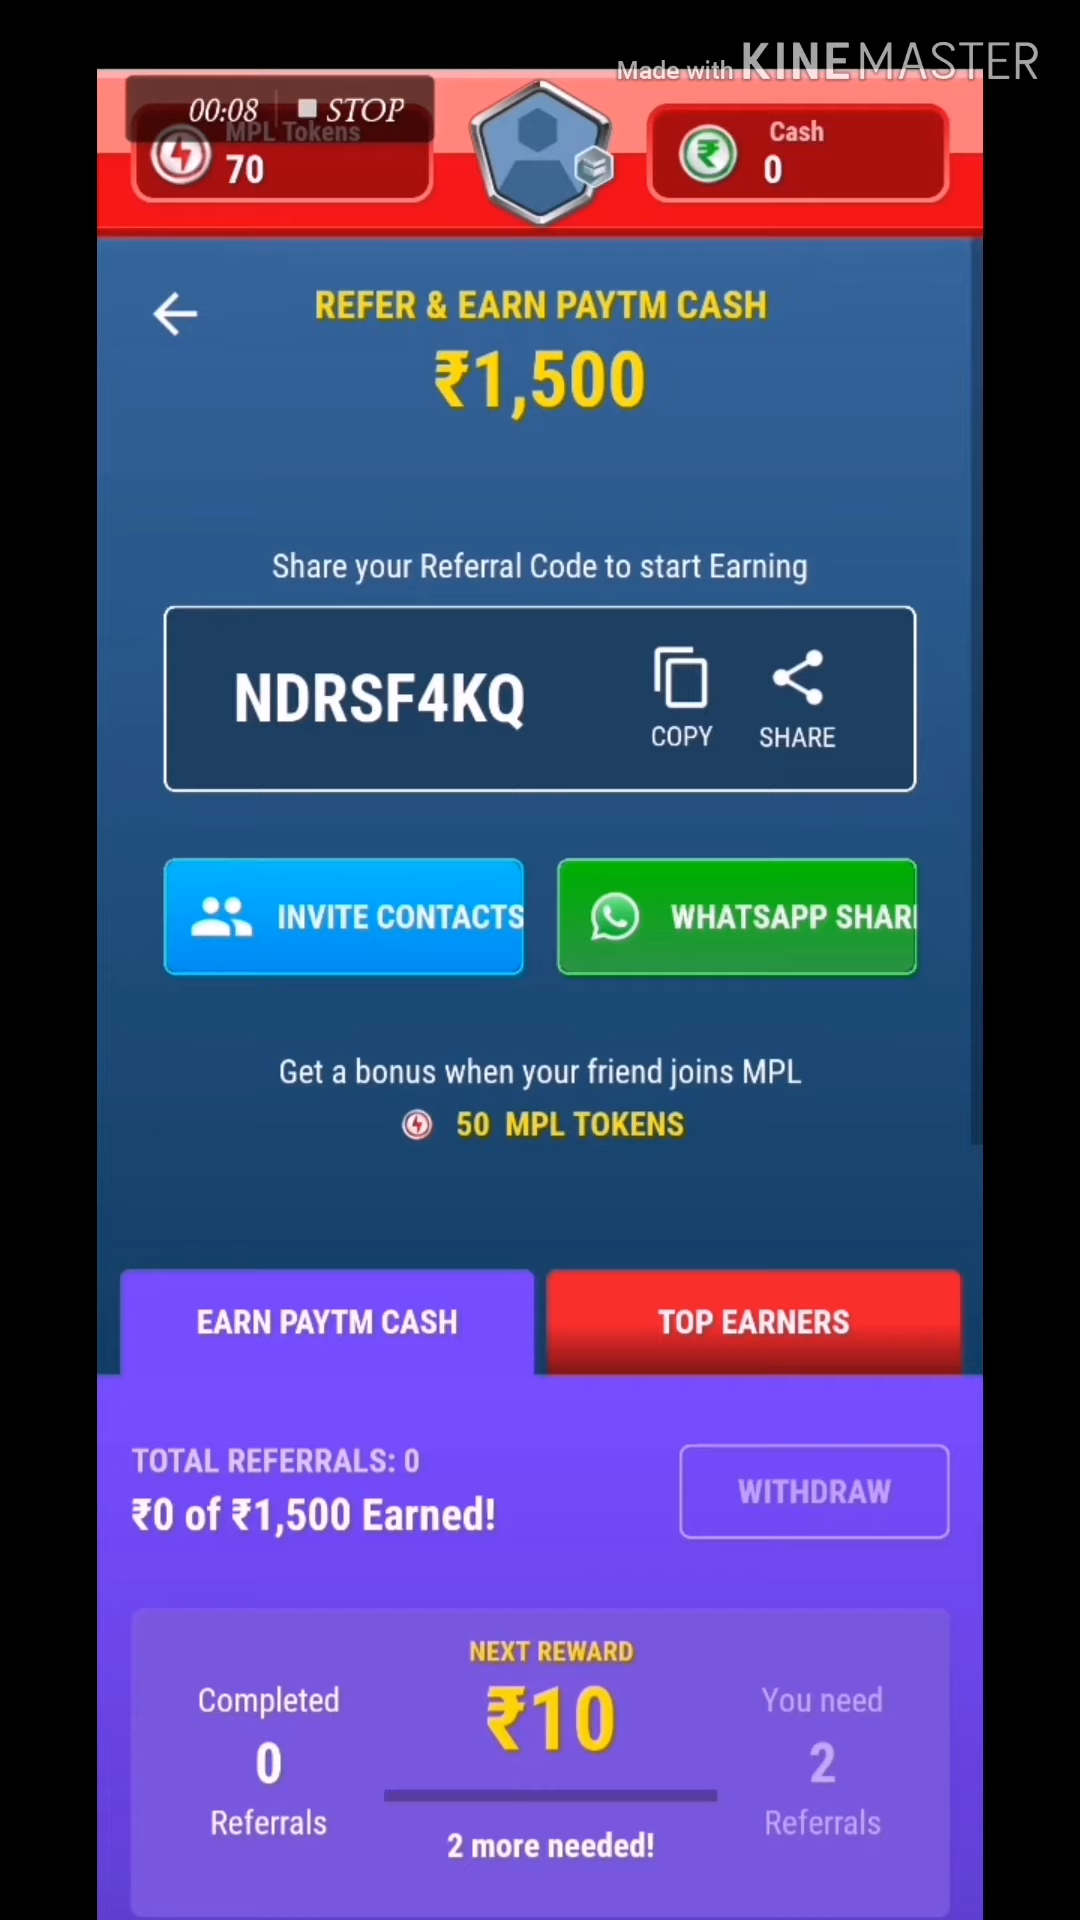 Made with KINEMASTER
00:08 STOP
MPL Tokens
70
Cash
0
REFER & EARN PAYTM CASH
₹1,500
Share your Referral Code to start Earning
NDRSF4KQ
COPY
SHARE
INVITE CONTACTS
WHATSAPP SHAR
Get a bonus when your friend joins MPL
50 MPL TOKENS
EARN PAYTM CASH
TOP EARNERS
TOTAL REFERRALS: 0
₹0 of ₹1,500 Earned!
WITHDRAW
NEXT REWARD
₹10
Completed
0
Referrals
You need
2
Referrals
2 more needed!